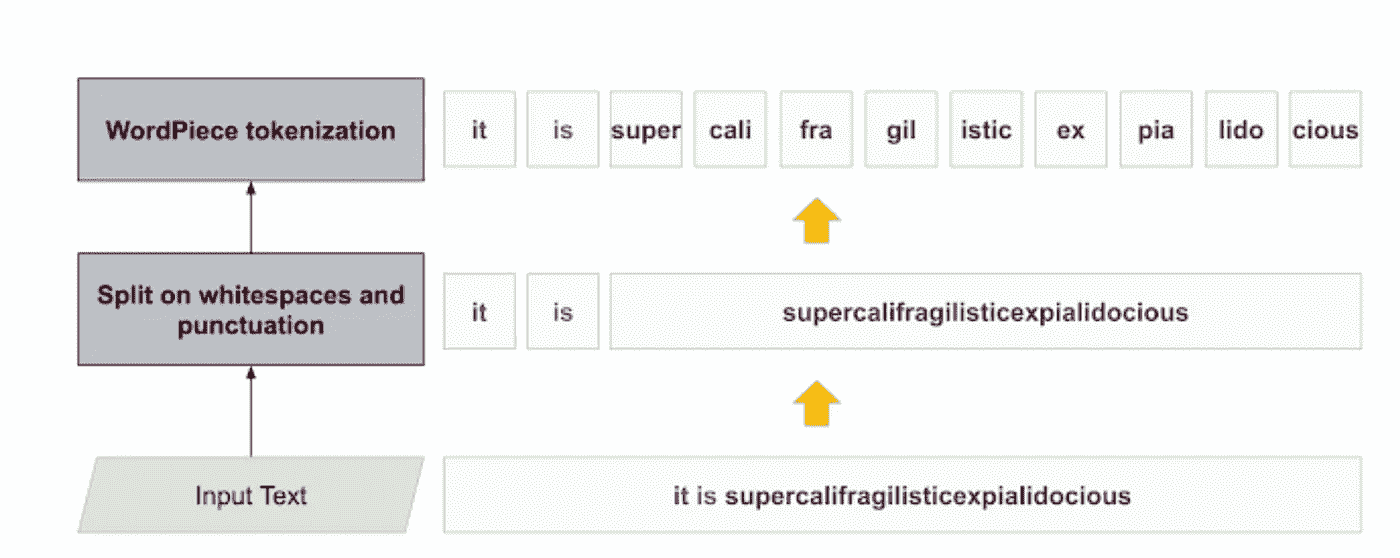 WordPiece tokenization
it is super cali fra gil istic ex pia lido cious
Split on whitespaces and
punctuation
it is supercalifragilisticexpialidocious
Input Text
it is supercalifragilisticexpialidocious